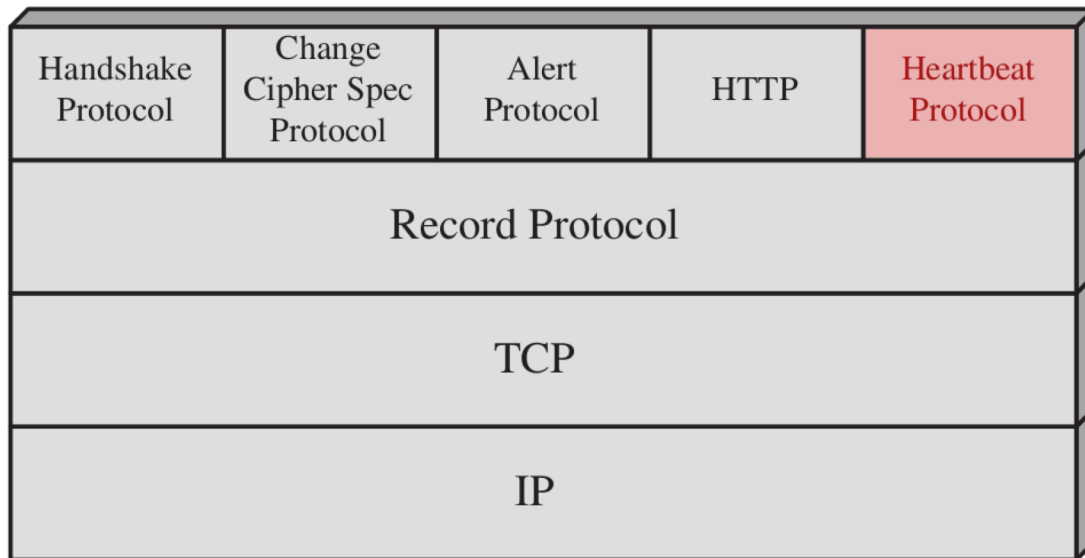 Handshake
Protocol
Change
Cipher Spec
Protocol
Alert
Protocol
HTTP
Heartbeat
Protocol
Record Protocol
TCP
IP